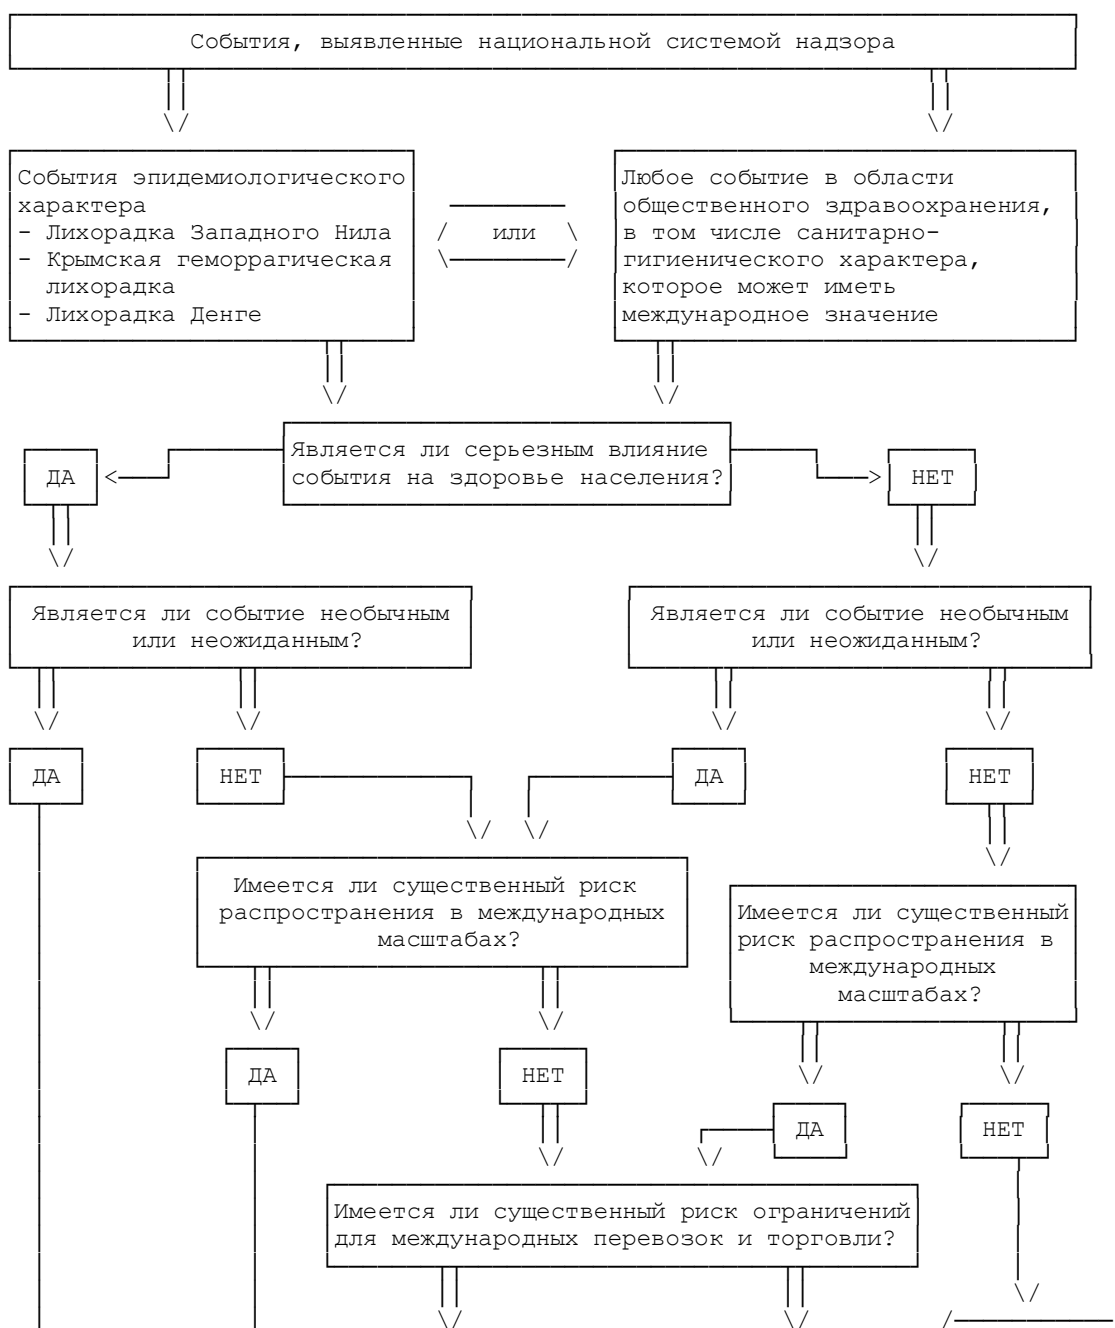 События, выявленные национальной системой надзора
События эпидемиологического
характера
- Лихорадка Западного Нила
- Крымская геморрагическая
лихорадка
- Лихорадка Денге
или
Любое событие в области
общественного здравоохранения,
в том числе санитарно-
гигиенического характера,
которое может иметь
международное значение
Является ли серьезным влияние
события на здоровье населения?
ДА
НЕТ
Является ли событие необычным
или неожиданным?
Является ли событие необычным
или неожиданным?
ДА
НЕТ
ДА
НЕТ
Имеется ли существенный риск
распространения в международных
масштабах?
Имеется ли существенный
риск распространения в
международных
масштабах?
ДА
НЕТ
ДА
НЕТ
Имеется ли существенный риск ограничений
для международных перевозок и торговли?